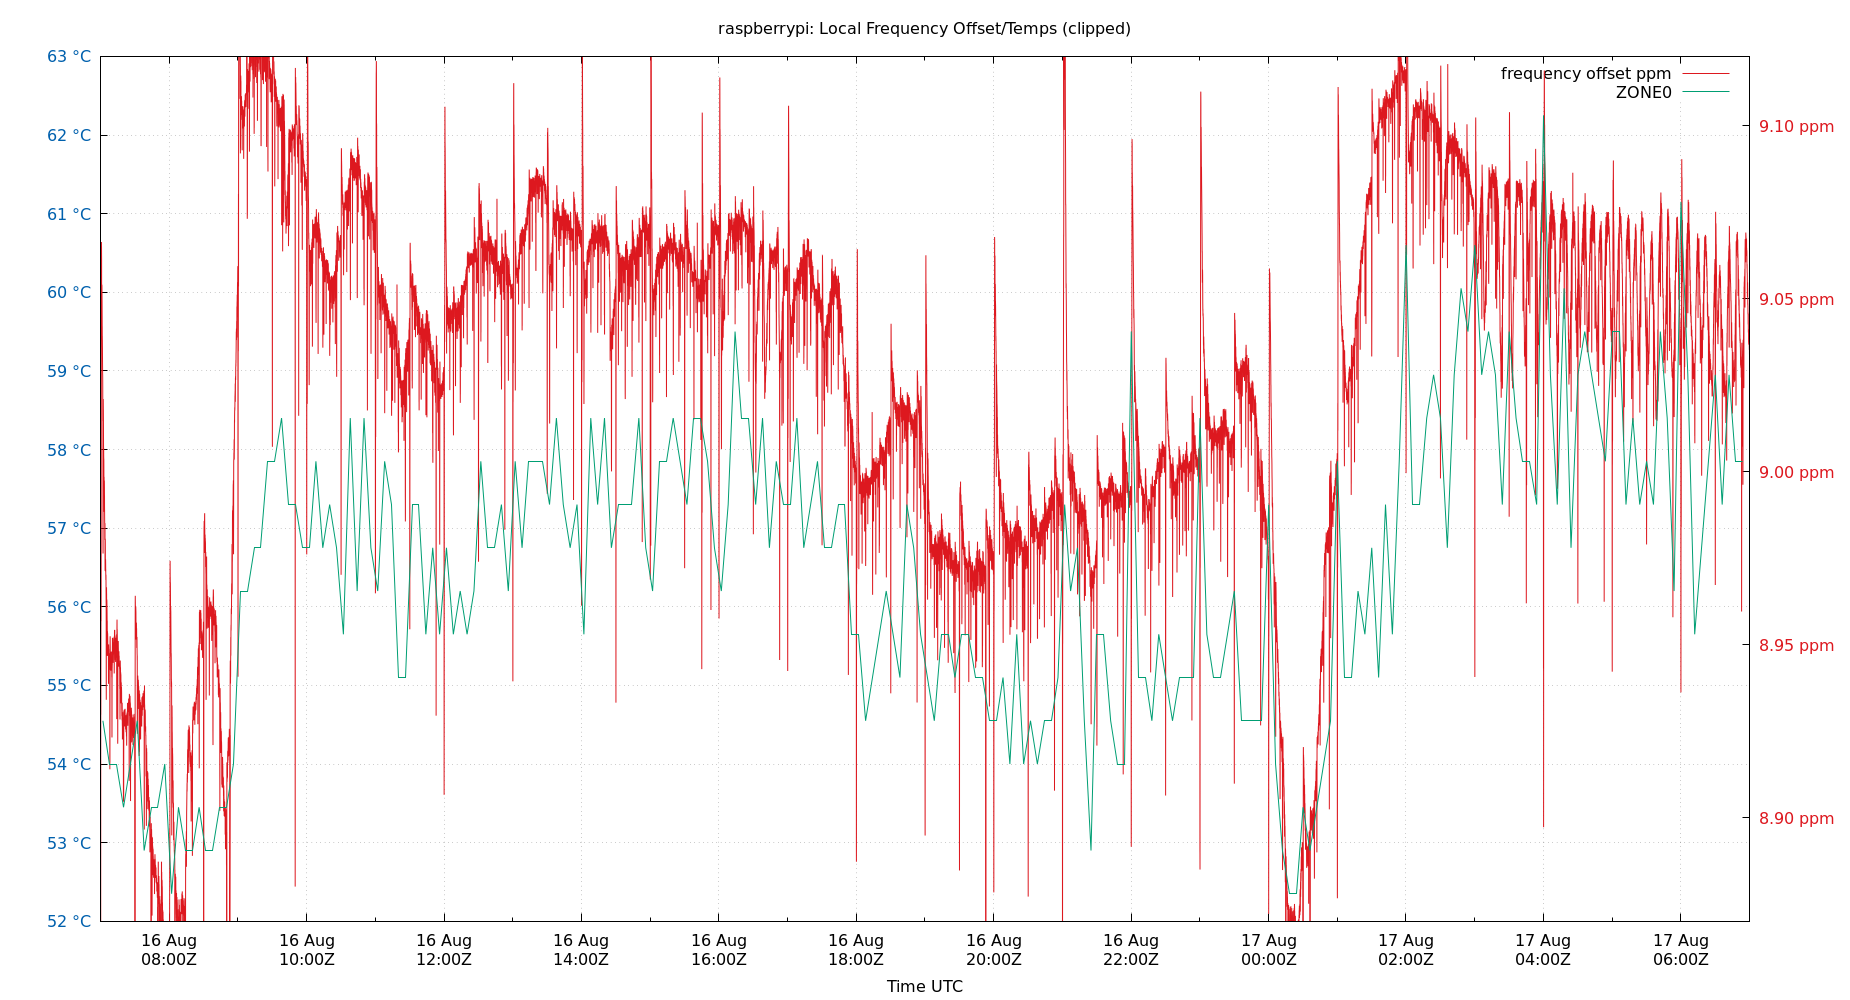 raspberrypi: Local Frequency Offset/Temps (clipped)
63 °C
frequency offset ppm
ZONE0
62 °C
9.10 ppm
61 °C
60 °C
9.05 ppm
59 °C
58 °C
9.00 ppm
57 °C
56 °C
55 °C
8.95 ppm
54 °C
53 °C
8.90 ppm
52 °C
16 Aug 16 Aug 16 Aug 16 Aug 16 Aug 16 Aug 16 Aug 16 Aug 17 Aug 17 Aug 17 Aug 17 Aug
08:00Z 10:00Z 12:00Z 14:00Z 16:00Z 18:00Z 20:00Z 22:00Z 00:00Z 02:00Z 04:00Z 06:00Z
Time UTC